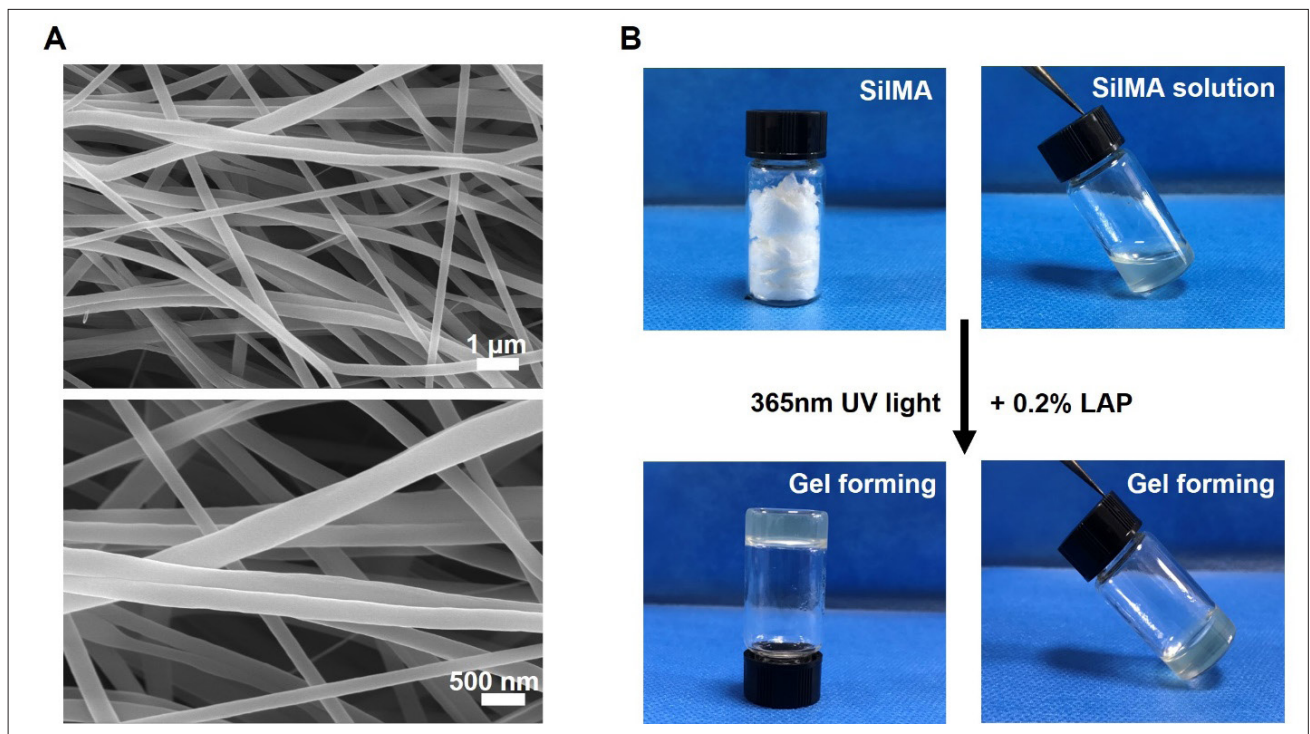 A
1 µm
500 nm
B
SilMA
SilMA solution
365nm UV light
+ 0.2% LAP
Gel forming
Gel forming